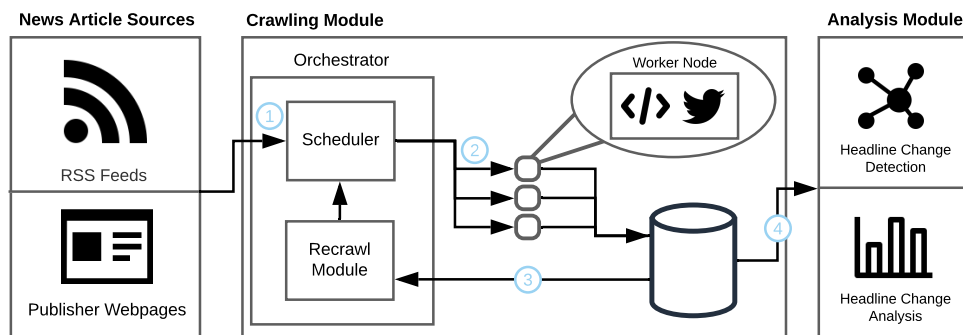 News Article Sources
Crawling Module
Analysis Module
Orchestrator
Worker Node
</>
1
Scheduler
2
RSS Feeds
Headline Change
Detection
Recrawl
Module
3
4
Publisher Webpages
Headline Change
Analysis